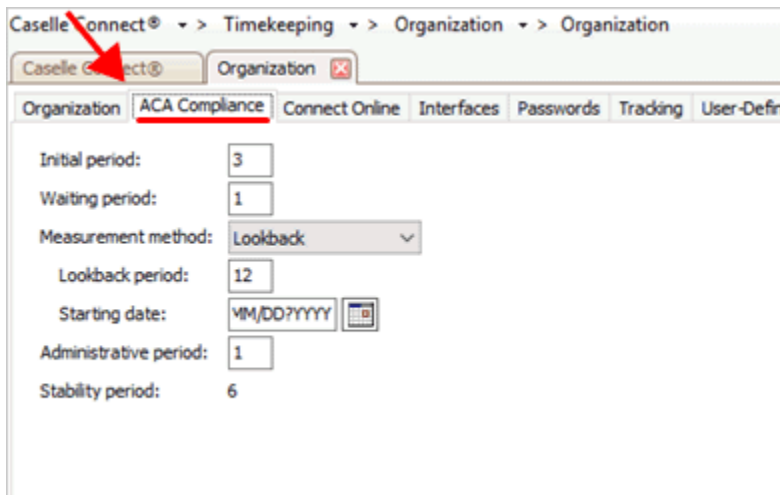 Caselle Connect® > Timekeeping > Organization > Organization
Caselle Connect® Organization
Organization ACA Compliance Connect Online Interfaces Passwords Tracking User-Defin
Initial period: 3
Waiting period: 1
Measurement method: Lookback
Lookback period: 12
Starting date: MM/DD?YYYY
Administrative period: 1
Stability period: 6